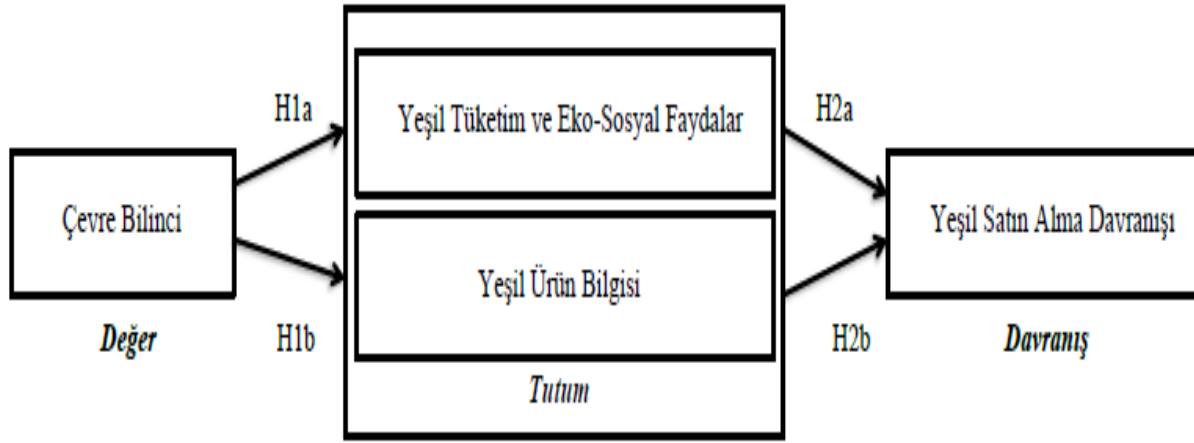 H1a
Yeşil Tüketim ve Eko-Sosyal Faydalar
H2a
Çevre Bilinci
Yeşil Satın Alma Davranışı
Yeşil Ürün Bilgisi
Değer
H1b
H2b
Davranış
Tutum